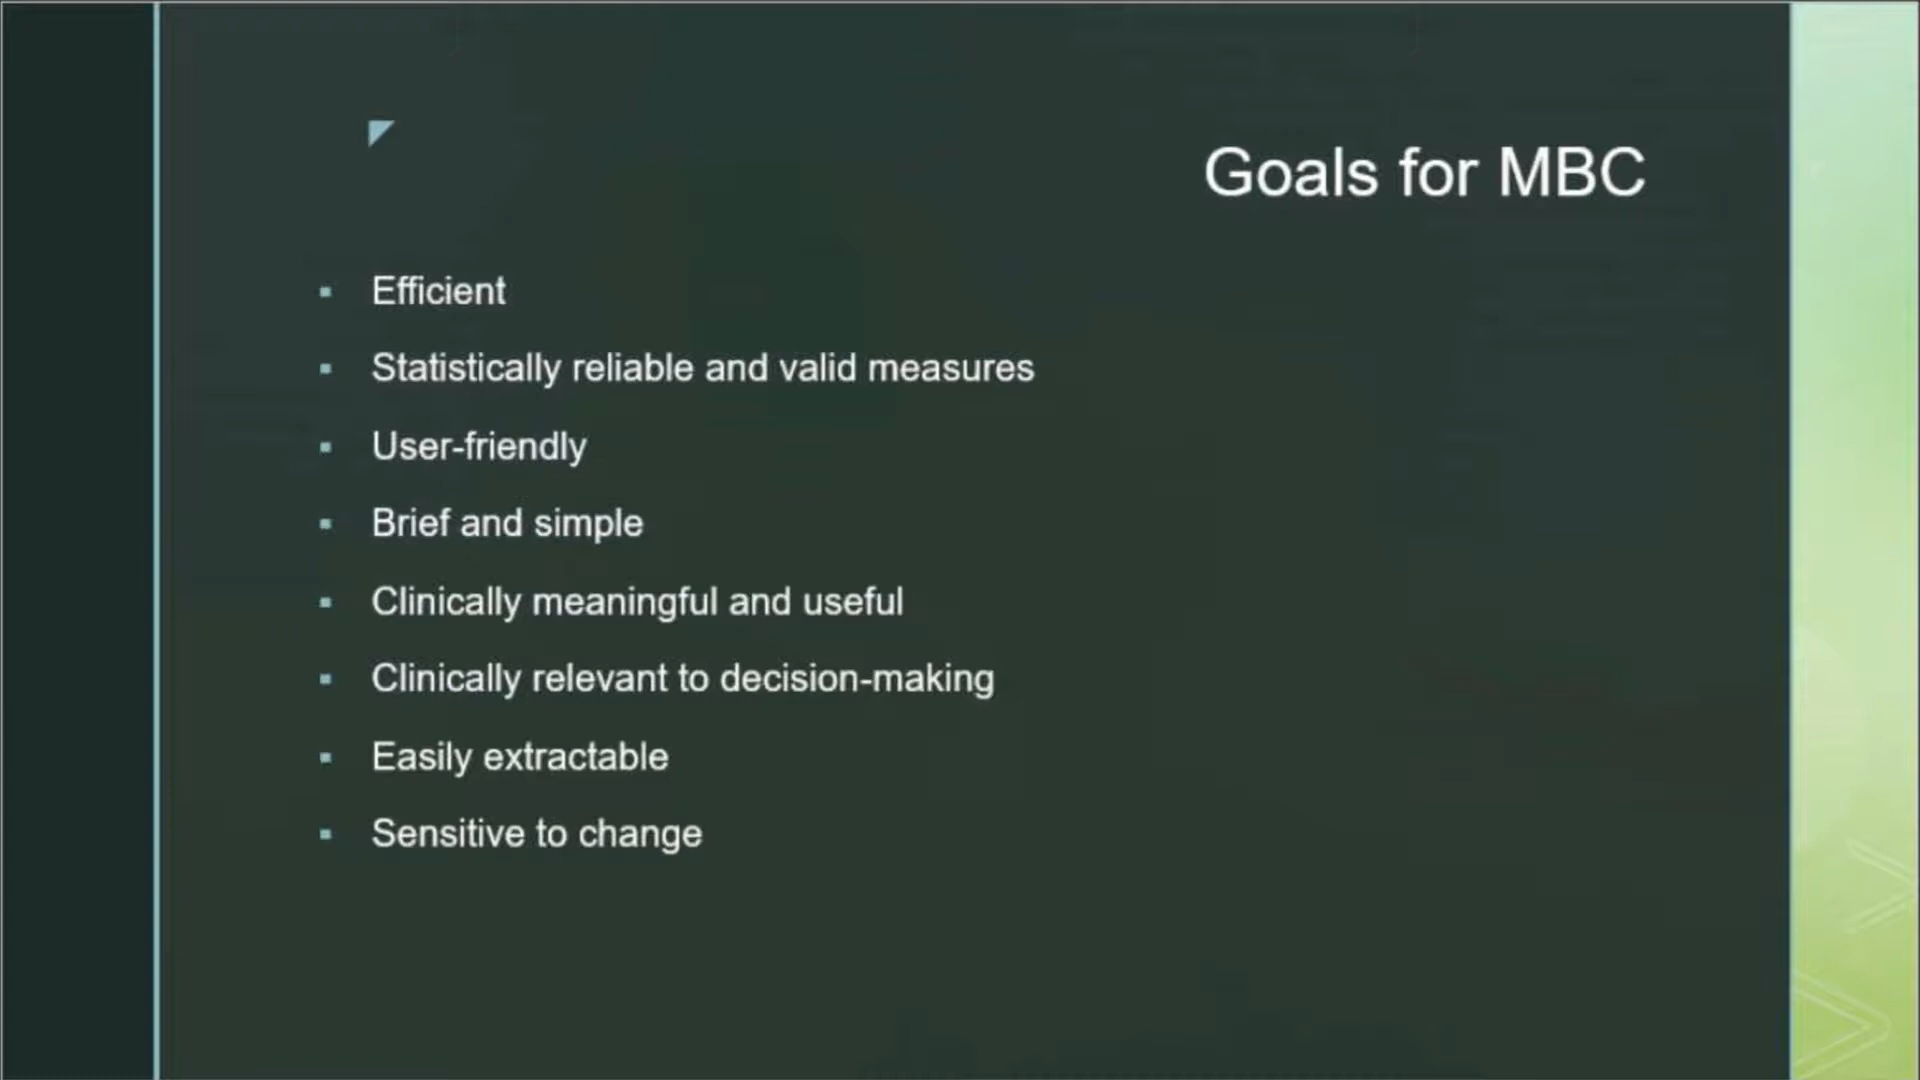 Goals for MBC
Efficient
Statistically reliable and valid measures
User-friendly
Brief and simple
Clinically meaningful and useful
Clinically relevant to decision-making
Easily extractable
Sensitive to change